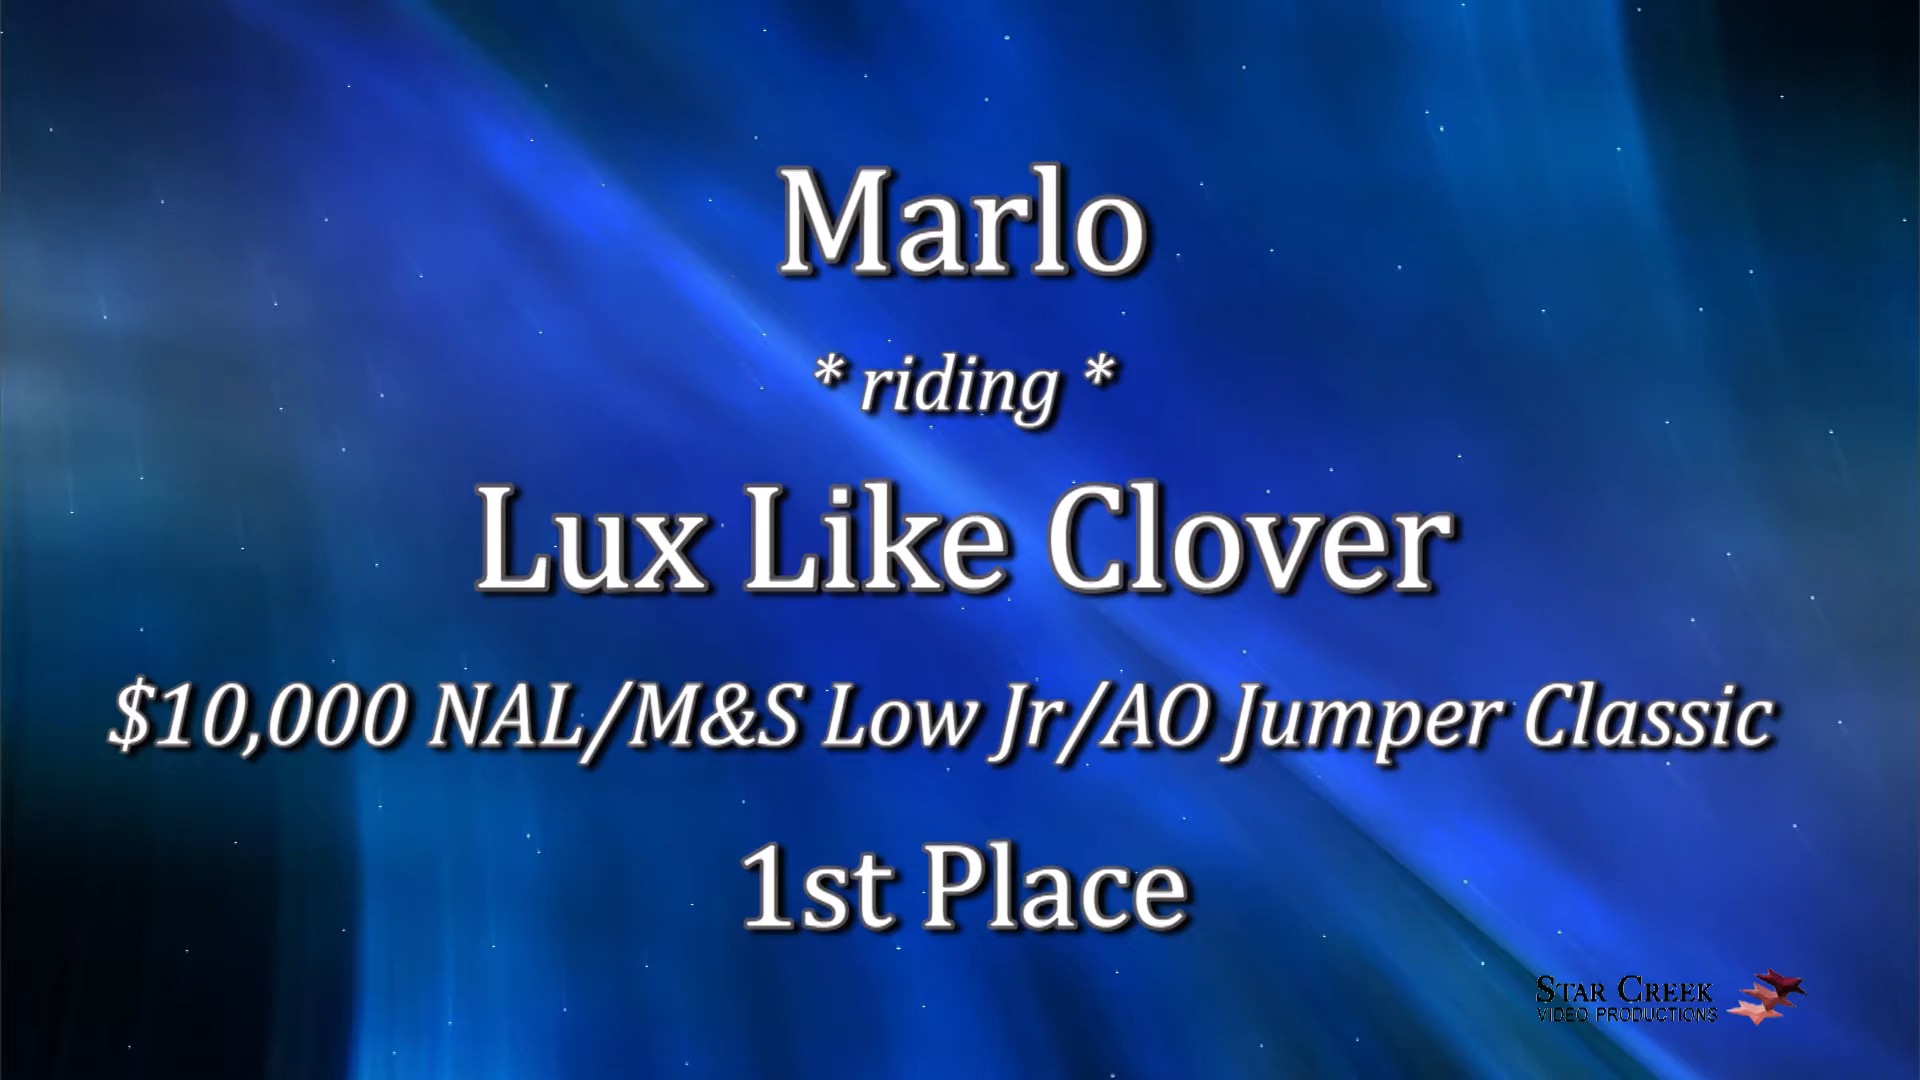 Marlo
* riding *
Lux Like Clover
$10,000 NAL/M&S Low Jr/AO Jumper Classic
1st Place
STAR CREEK
VIDEO PRODUCTIONS